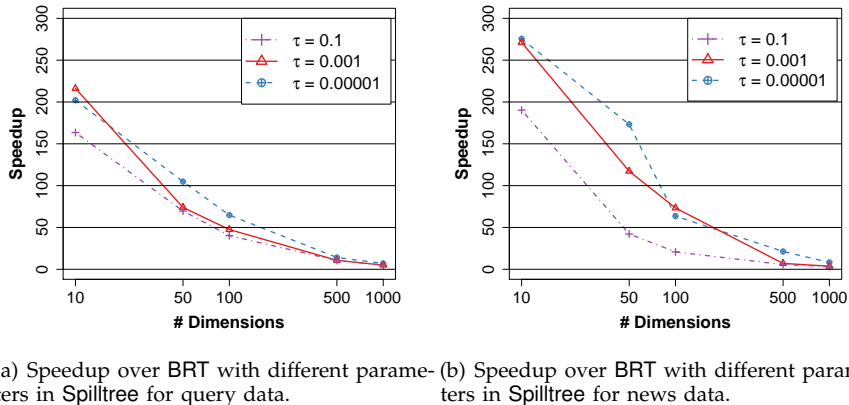 300
250
200
150
100
50
0
Speedup
τ = 0.1
τ = 0.001
τ = 0.00001
10 50 100 500 1000
# Dimensions
a) Speedup over BRT with different parame-
ters in Spilltree for query data.
300
250
200
150
100
50
0
Speedup
τ = 0.1
τ = 0.001
τ = 0.00001
10 50 100 500 1000
# Dimensions
(b) Speedup over BRT with different param
ters in Spilltree for news data.